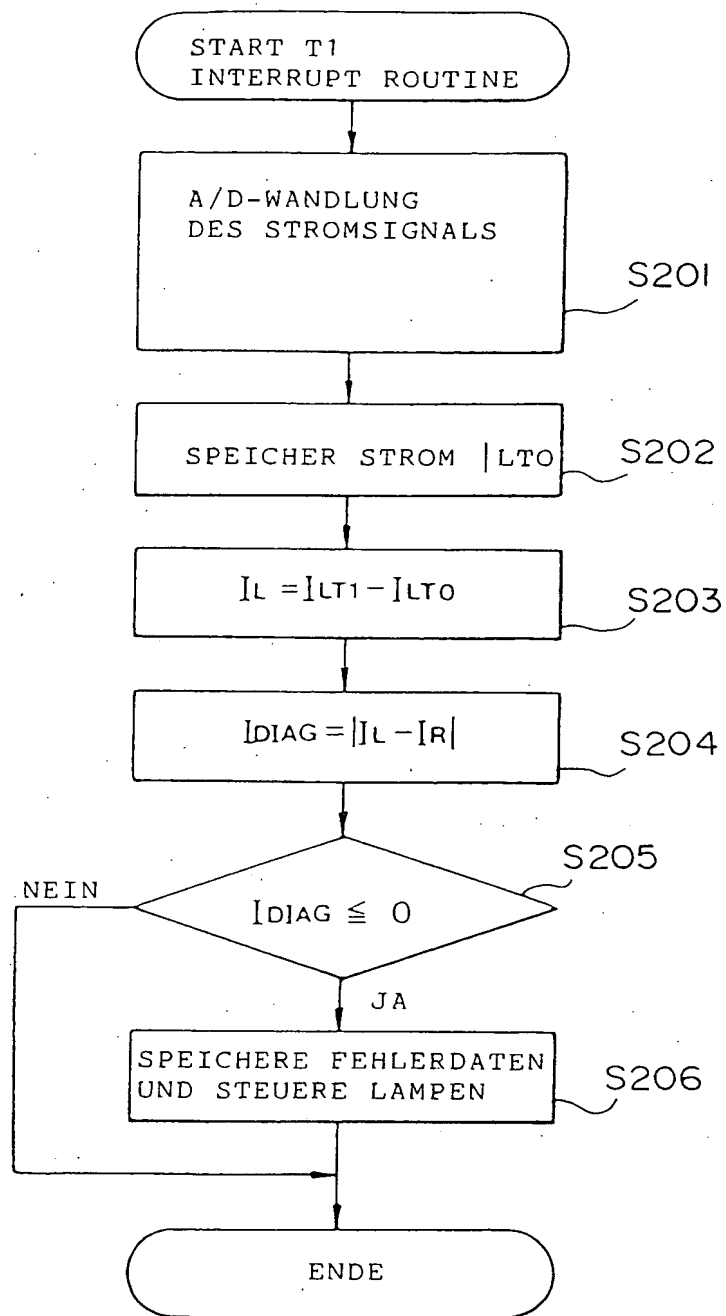 START T1
INTERRUPT ROUTINE
A/D-WANDLUNG
DES STROMSIGNALS
S201
SPEICHER STROM |LTO
S202
IL = ILT1 - ILTO
S203
IDIAG = |IL - IR|
S204
S205
NEIN
IDIAG ≦ 0
JA
SPEICHERE FEHLERDATEN
UND STEUERE LAMPEN
S206
ENDE